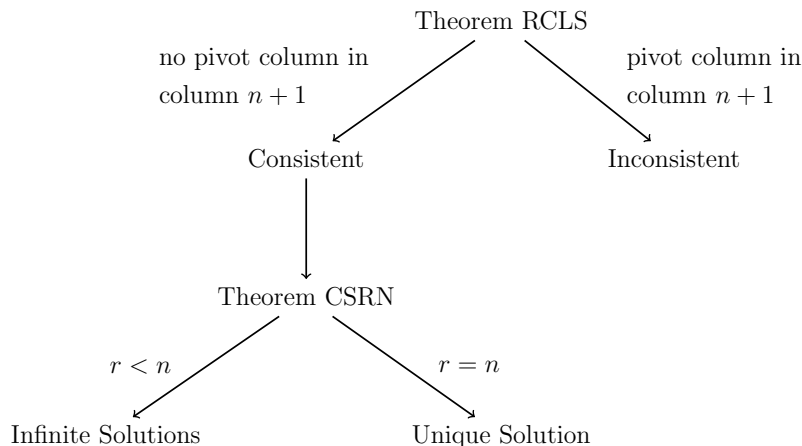 Theorem RCLS
no pivot column in
column n + 1
pivot column in
column n + 1
Consistent
Inconsistent
Theorem CSRN
r < n
r = n
Infinite Solutions
Unique Solution